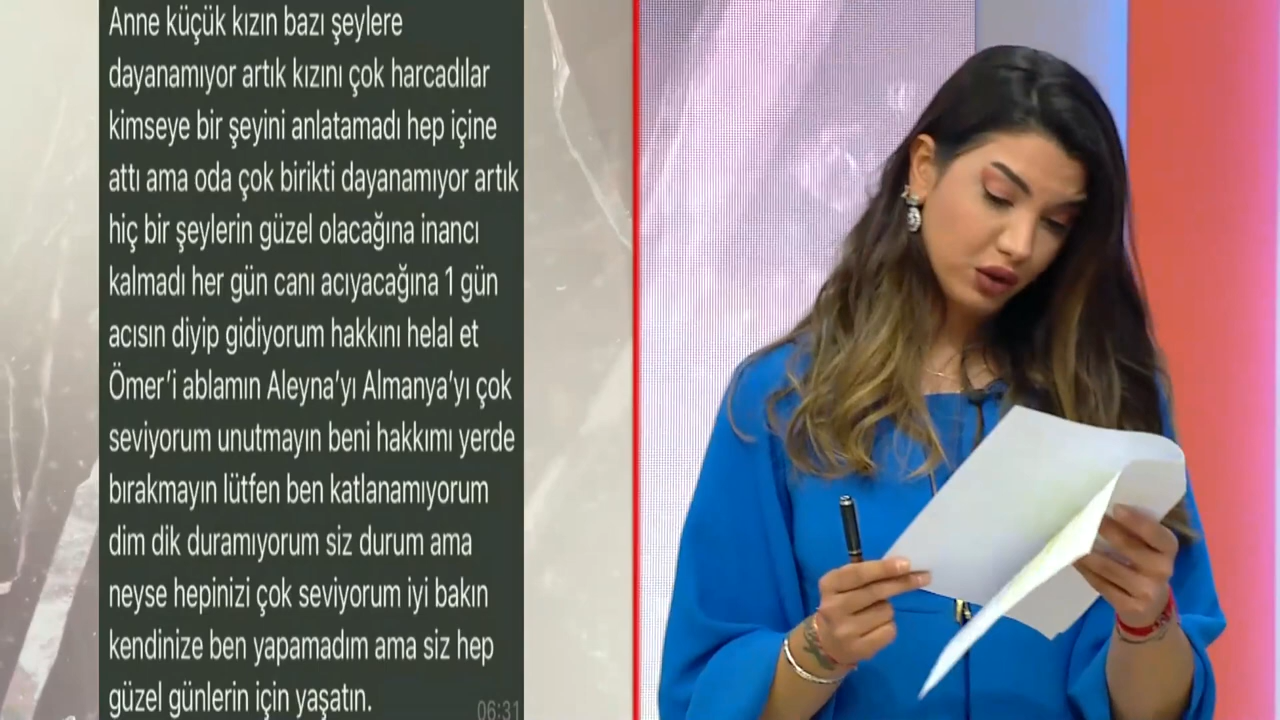 Anne küçük kızın bazı şeylere
dayanamıyor artık kızını çok harcadılar
kimseye bir şeyini anlatamadı hep içine
attı ama oda çok birikti dayanamıyor artık
hiç bir şeylerin güzel olacağına inancı
kalmadı her gün canı acıyacağına 1 gün
acısın diyip gidiyorum hakkını helal et
Ömer'i ablamın Aleyna'yı Almanya'yı çok
seviyorum unutmayın beni hakkımı yerde
bırakmayın lütfen ben katlanamıyorum
dim dik duramıyorum siz durum ama
neyse hepinizi çok seviyorum iyi bakın
kendinize ben yapamadım ama siz hep
güzel günlerin için yaşatın.
06:31